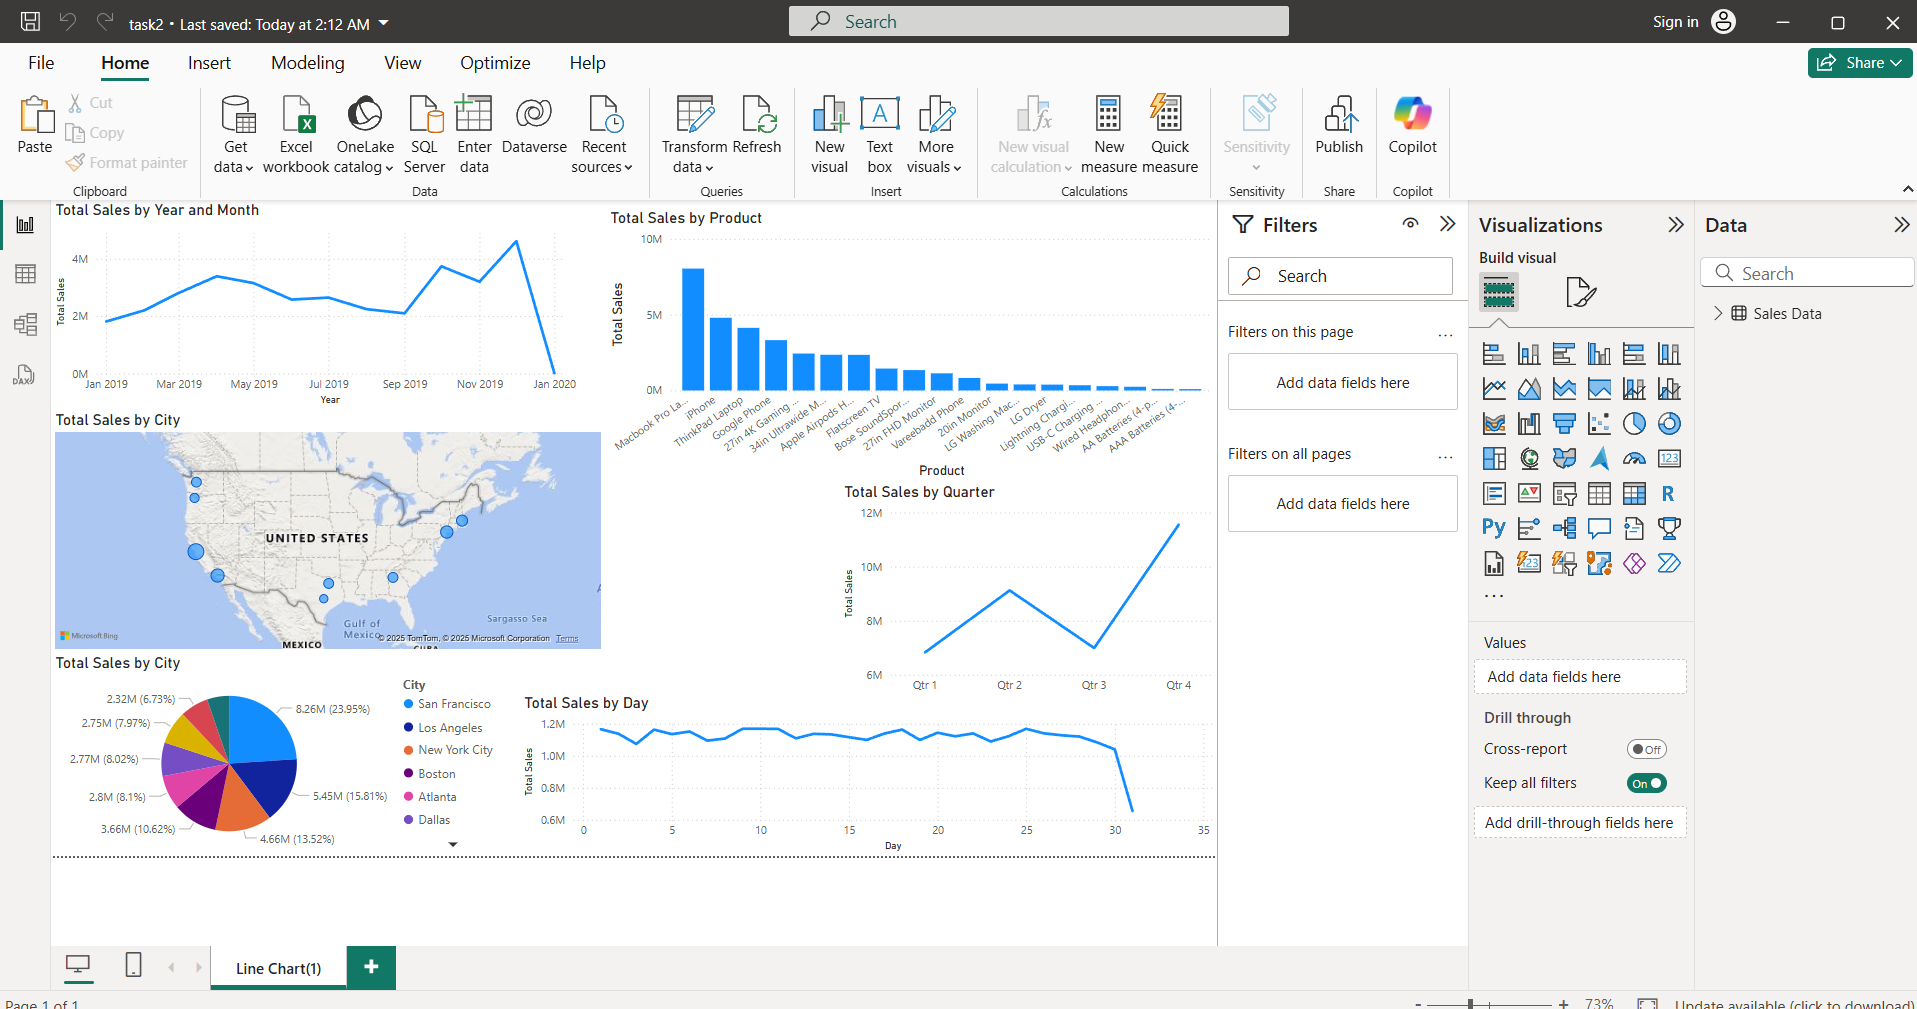 task2 • Last saved: Today at 2:12 AM
Search
Sign in
File Home Insert Modeling View Optimize Help
Share
Paste
Cut
Copy
Format painter
Clipboard
Get data
Excel workbook
OneLake catalog
SQL Server
Enter data
Dataverse
Recent sources
Data
Transform data
Refresh
Queries
New visual
Text box
More visuals
Insert
New visual calculation
New measure
Quick measure
Calculations
Sensitivity
Sensitivity
Publish
Share
Copilot
Copilot
Total Sales by Year and Month
Total Sales
4M
2M
0M
Jan 2019 Mar 2019 May 2019 Jul 2019 Sep 2019 Nov 2019 Jan 2020
Year
Total Sales by Product
Total Sales
10M
5M
0M
Macbook Pro La...
iPhone
ThinkPad Laptop
Google Phone
27in 4K Gaming ...
34in Ultrawide M...
Apple Airpods H...
Flatscreen TV
Bose SoundSpor...
27in FHD Monitor
Vareebadd Phone
20in Monitor
LG Washing Mac...
LG Dryer
Lightning Chargi...
USB-C Charging ...
Wired Headphon...
AA Batteries (4-p...
AAA Batteries (4-...
Product
Total Sales by City
UNITED STATES
Gulf of
Mexico
Sargasso Sea
MEXICO
CUBA
Microsoft Bing
© 2025 TomTom, © 2025 Microsoft Corporation Terms
Total Sales by Quarter
Total Sales
12M
10M
8M
6M
Qtr 1 Qtr 2 Qtr 3 Qtr 4
Total Sales by City
2.32M (6.73%)
2.75M (7.97%)
2.77M (8.02%)
2.8M (8.1%)
3.66M (10.62%)
8.26M (23.95%)
5.45M (15.81%)
4.66M (13.52%)
City
San Francisco
Los Angeles
New York City
Boston
Atlanta
Dallas
Total Sales by Day
Total Sales
1.2M
1.0M
0.8M
0.6M
0 5 10 15 20 25 30 35
Day
Filters
Search
Filters on this page
...
Add data fields here
Filters on all pages
...
Add data fields here
Visualizations
Build visual
123
R
Py
123
...
Values
Add data fields here
Drill through
Cross-report
Off
Keep all filters
On
Add drill-through fields here
Data
Search
Sales Data
DAX
Line Chart(1)
+
Page 1 of 1
- + 73%
Update available (click to download)